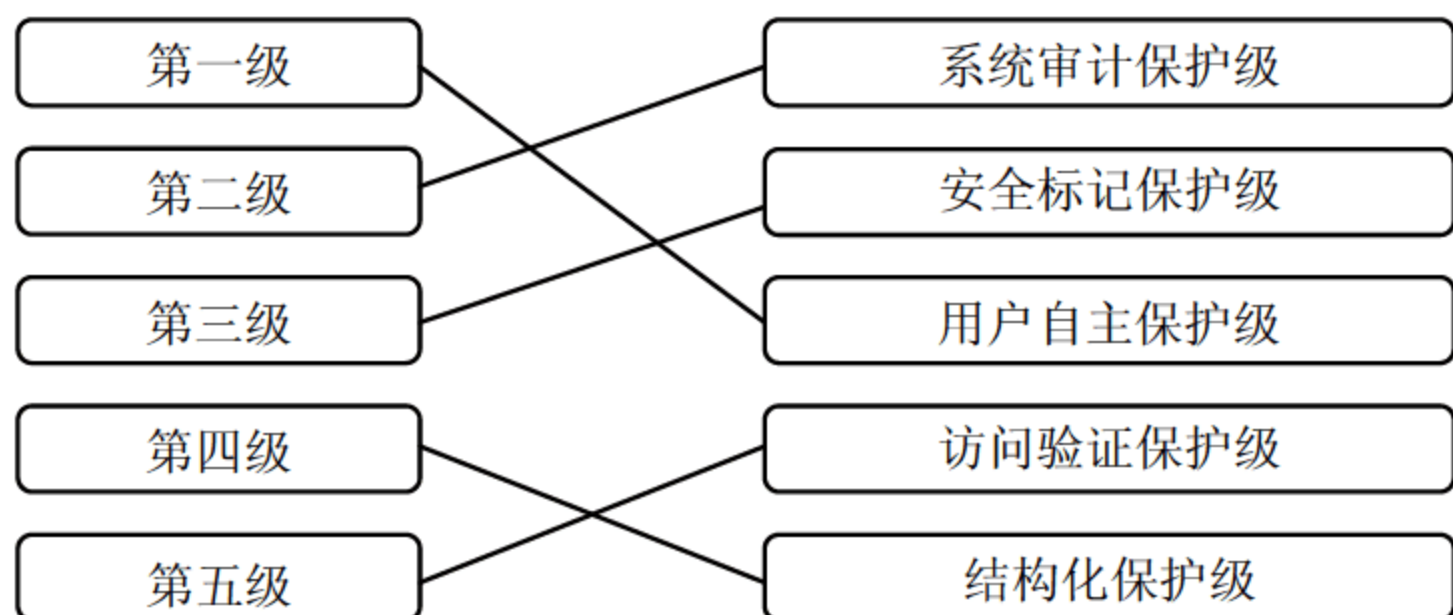 第一级
系统审计保护级
第二级
安全标记保护级
第三级
用户自主保护级
第四级
访问验证保护级
第五级
结构化保护级